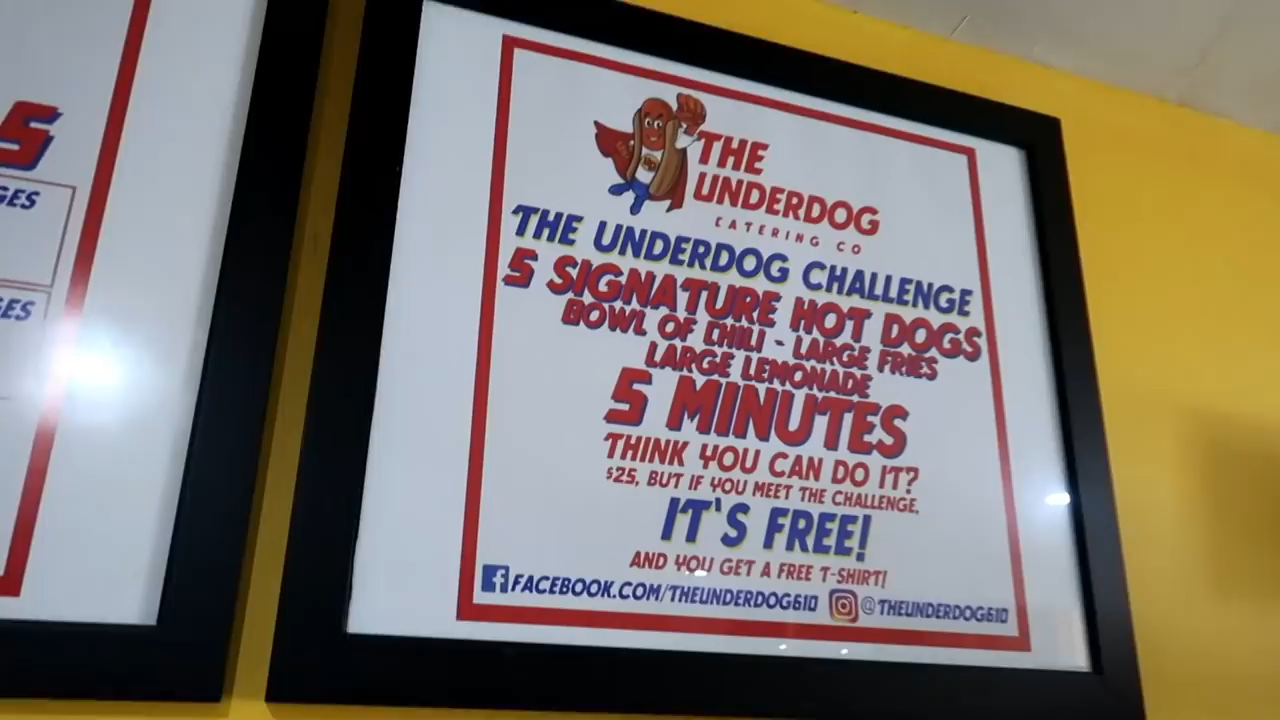 S
GES
GES
THE
UNDERDOG
CATERING CO
THE UNDERDOG CHALLENGE
5 SIGNATURE HOT DOGS
BOWL OF CHILI - LARGE FRIES
LARGE LEMONADE
5 MINUTES
THINK YOU CAN DO IT?
$25, BUT IF YOU MEET THE CHALLENGE,
IT'S FREE!
AND YOU GET A FREE T-SHIRT!
FACEBOOK.COM/THEUNDERDOG610 @THEUNDERDOG610